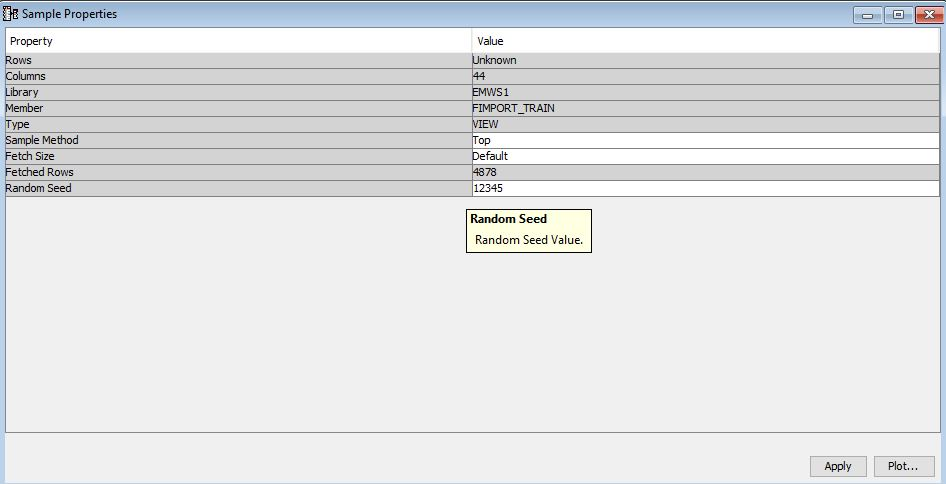 Sample Properties
Property Value
Rows Unknown
Columns 44
Library EMWS1
Member FIMPORT_TRAIN
Type VIEW
Sample Method Top
Fetch Size Default
Fetched Rows 4878
Random Seed 12345
Random Seed
Random Seed Value.
Apply Plot...